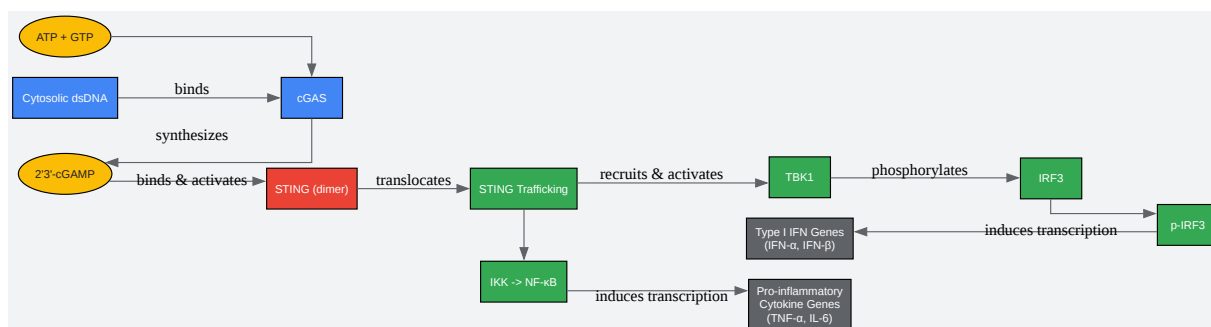 ATP + GTP
Cytosolic dsDNA
binds
cGAS
synthesizes
2'3'-cGAMP
binds & activates
STING (dimer)
translocates
STING Trafficking
recruits & activates
TBK1
phosphorylates
IRF3
p-IRF3
induces transcription
Type I IFN Genes
(IFN-α, IFN-β)
IKK -> NF-κB
induces transcription
Pro-inflammatory
Cytokine Genes
(TNF-α, IL-6)